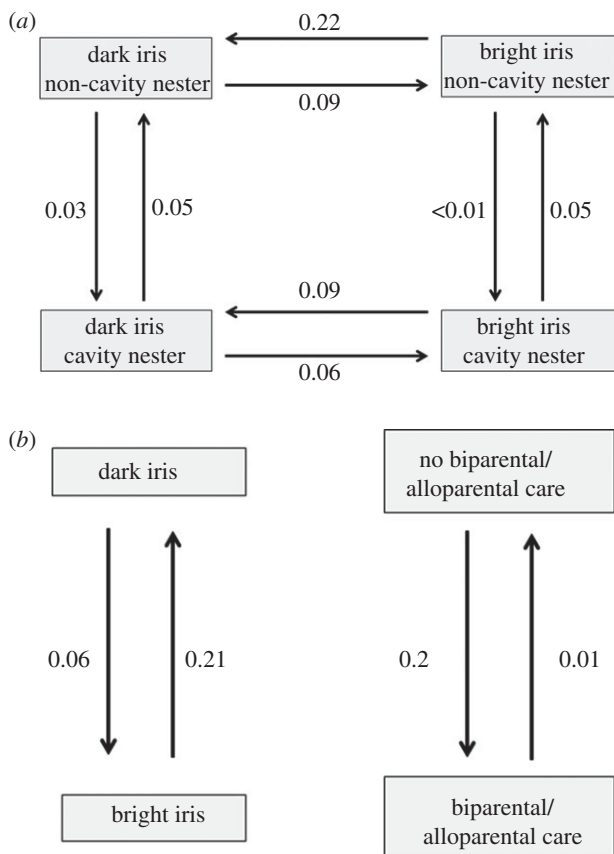 (a)
dark iris
non-cavity nester
0.22
0.09
bright iris
non-cavity nester
0.03
0.05
<0.01
0.05
dark iris
cavity nester
0.09
0.06
bright iris
cavity nester
(b)
dark iris
no biparental/
alloparental care
0.06
0.21
0.2
0.01
bright iris
biparental/
alloparental care